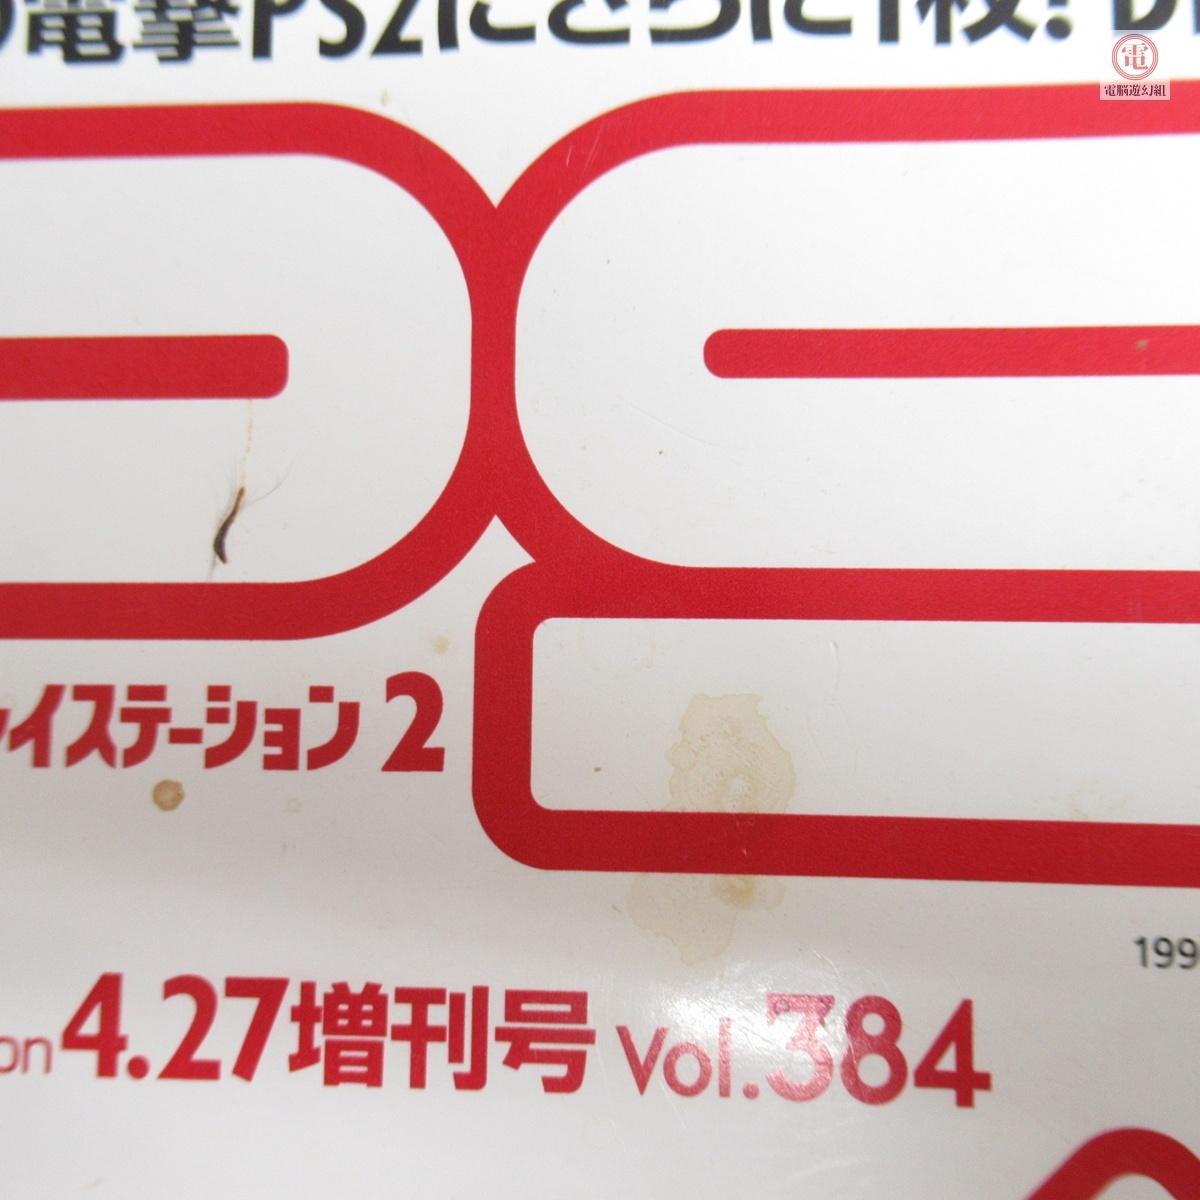 電撃PS2にさらに1枚! D
電
電脳遊幻組
イステーション2
199
on 4.27増刊号 Vol.384